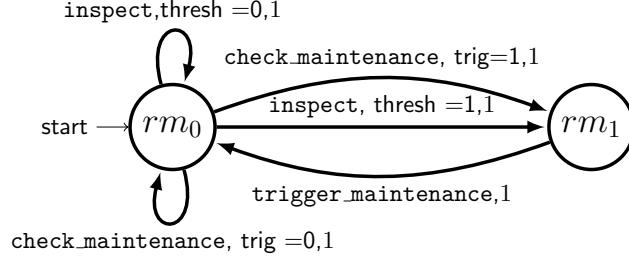 inspect,thresh =0,1
check_maintenance, trig=1,1
inspect, thresh =1,1
start
rm₀
rm₁
trigger_maintenance,1
check_maintenance, trig =0,1